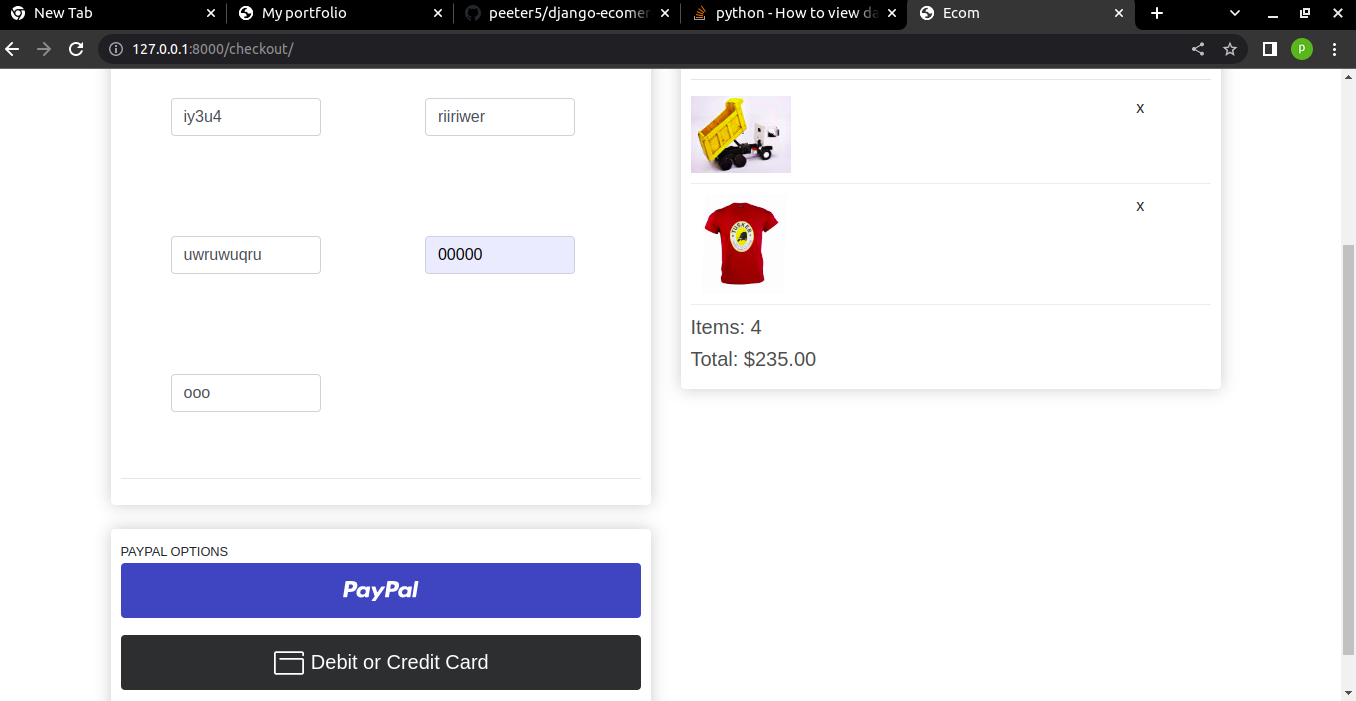 New Tab
My portfolio
peeter5/django-ecomer
python - How to view da
Ecom
127.0.0.1:8000/checkout/
p
iy3u4
riiriwer
uwruwuqru
00000
ooo
x
TUSKER
x
Items: 4
Total: $235.00
PAYPAL OPTIONS
PayPal
Debit or Credit Card